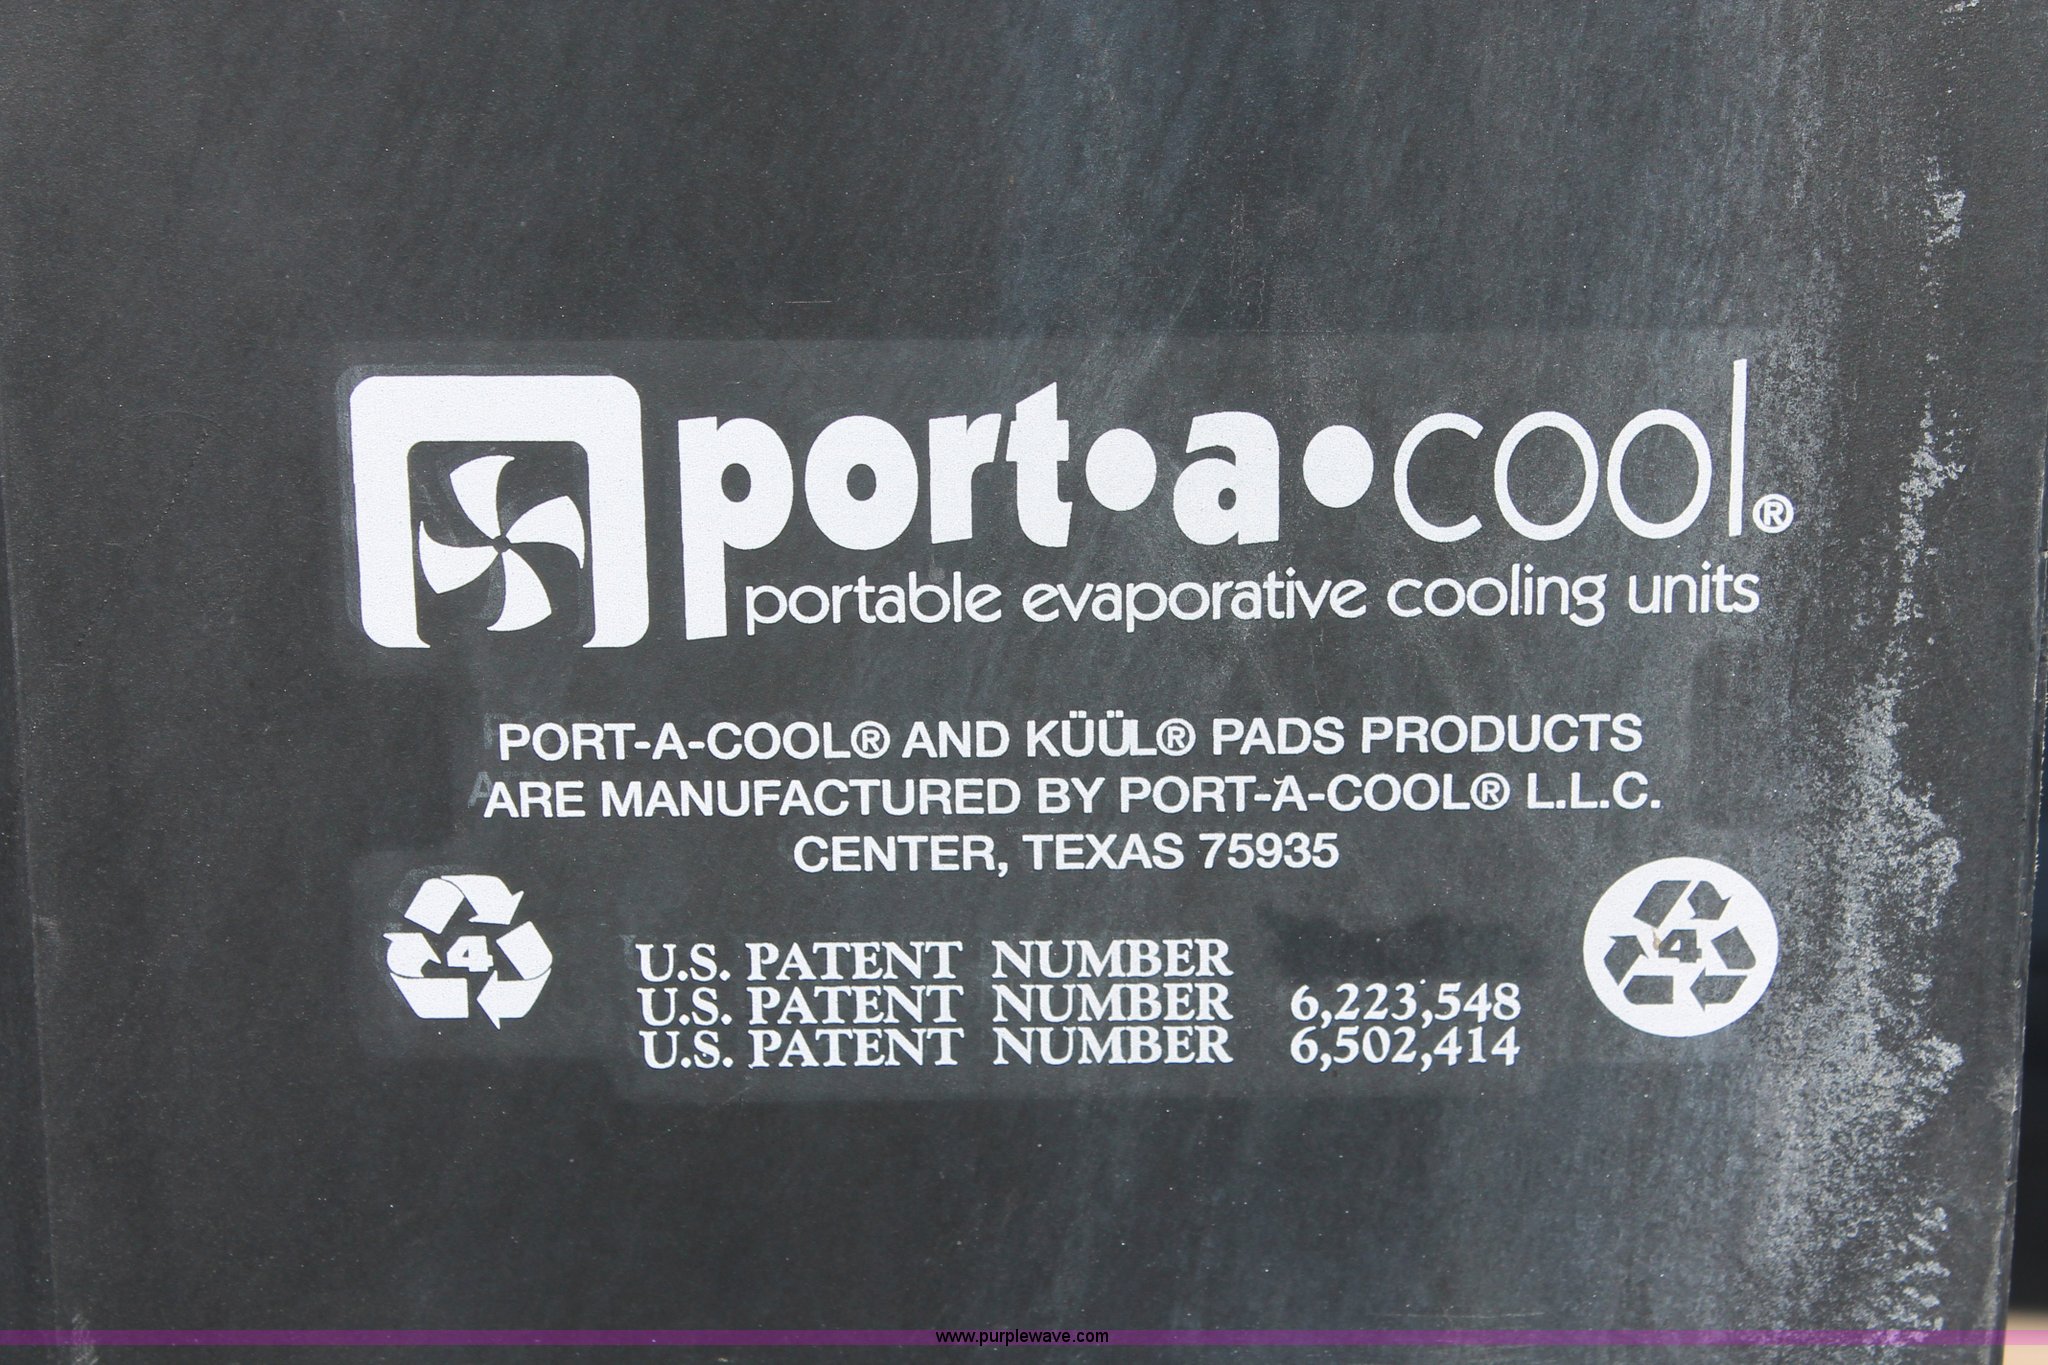 port•a•cool®
portable evaporative cooling units
PORT-A-COOL® AND KÜÜL® PADS PRODUCTS
ARE MANUFACTURED BY PORT-A-COOL® L.L.C.
CENTER, TEXAS 75935
4
4
U.S. PATENT NUMBER
U.S. PATENT NUMBER 6,223,548
U.S. PATENT NUMBER 6,502,414
www.purplewave.com